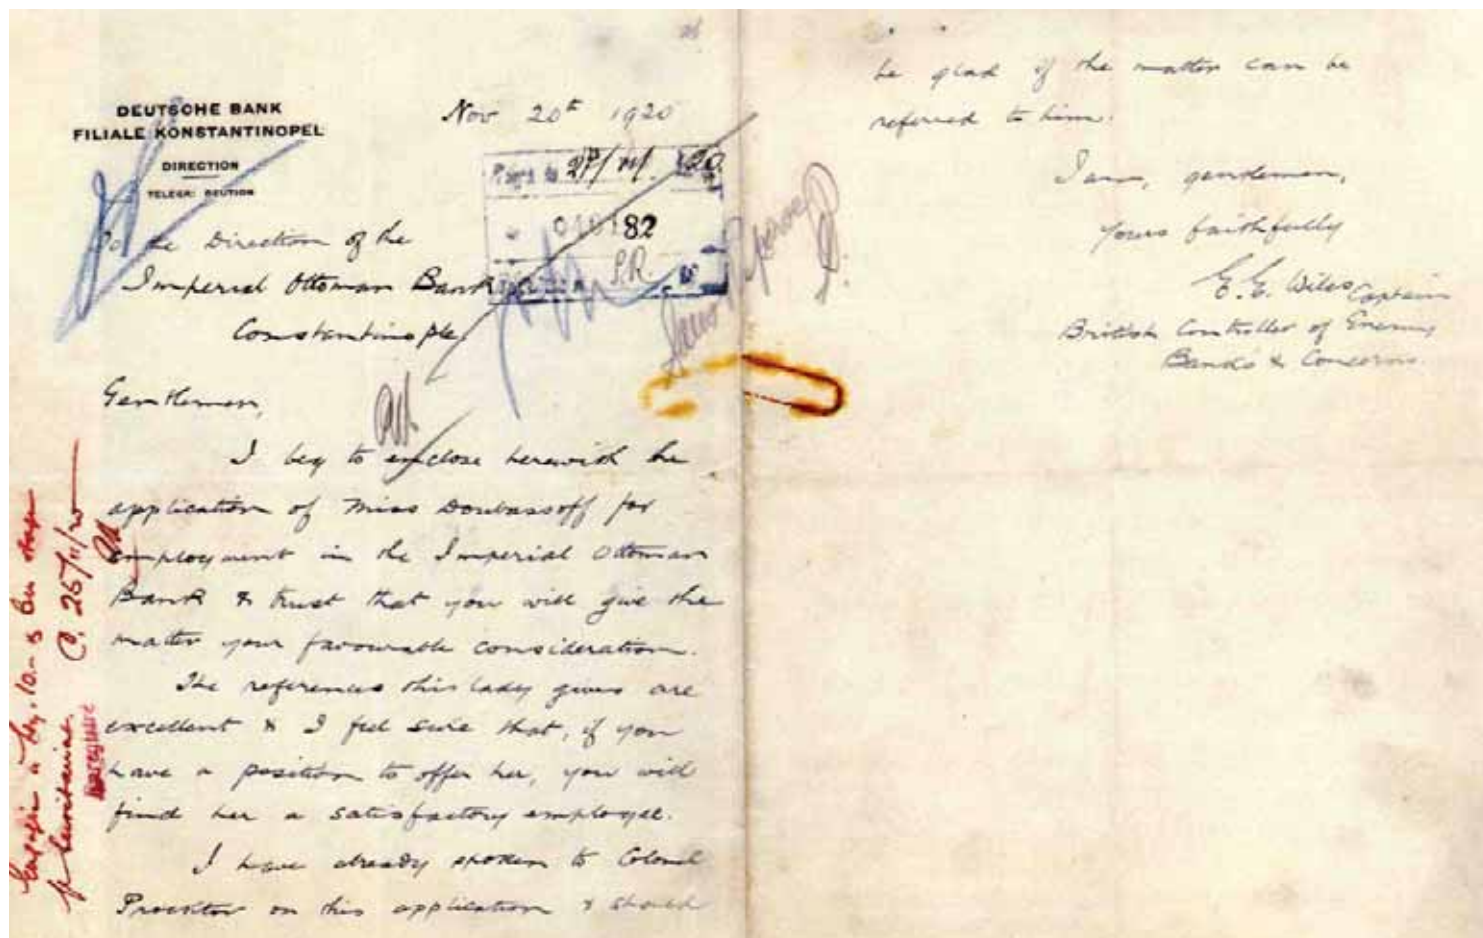 DEUTSCHE BANK
FILIALE KONSTANTINOPEL
DIRECTION
TELEGR: DEUTION
Nov 20th 1920
82
P.R.
To the Direction of the
Imperial Ottoman Bank
Constantinople
Gentlemen,
I beg to enclose herewith the
application of Miss Doubassoff for
employment in the Imperial Ottoman
Bank & trust that you will give the
matter your favourable consideration.
The references this lady gives are
excellent & I feel sure that, if you
have a position to offer her, you will
find her a satisfactory employee.
I have already spoken to Colonel
on this application & should
be glad if the matter can be
referred to him.
I am, gentlemen,
Yours faithfully
E. E. Wiles Captain
British Controller of Enemy
Banks & Concerns.